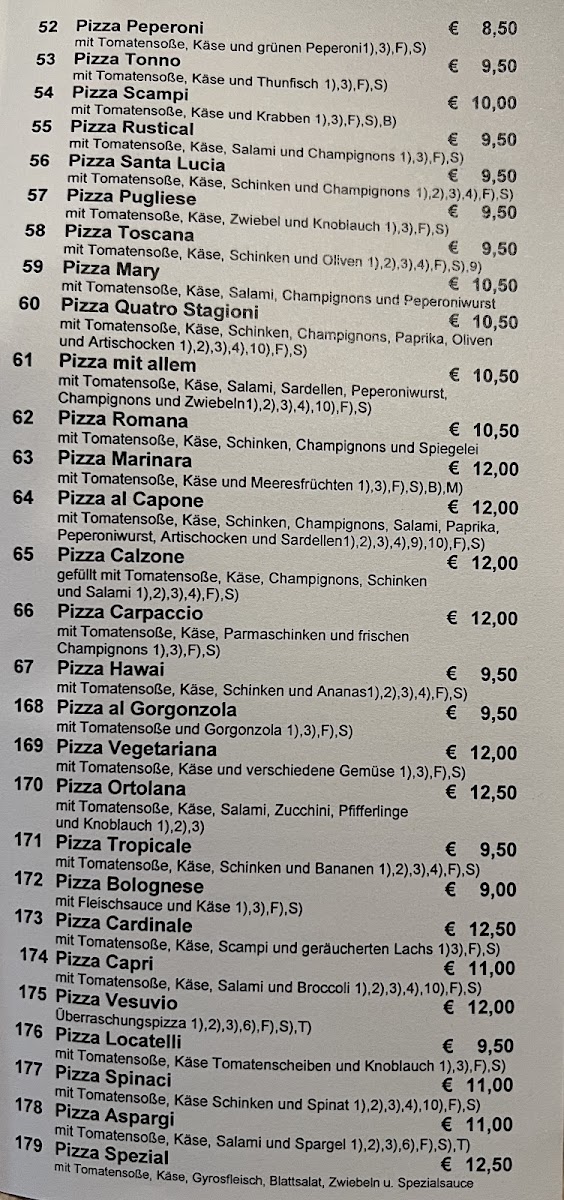 52 Pizza Peperoni € 8,50
mit Tomatensoße, Käse und grünen Peperoni1),3),F),S)
53 Pizza Tonno € 9,50
mit Tomatensoße, Käse und Thunfisch 1),3),F),S)
54 Pizza Scampi € 10,00
mit Tomatensoße, Käse und Krabben 1),3),F),S),B)
55 Pizza Rustical € 9,50
mit Tomatensoße, Käse, Salami und Champignons 1),3),F),S)
56 Pizza Santa Lucia € 9,50
mit Tomatensoße, Käse, Schinken und Champignons 1),2),3),4),F),S)
57 Pizza Pugliese € 9,50
mit Tomatensoße, Käse, Zwiebel und Knoblauch 1),3),F),S)
58 Pizza Toscana € 9,50
mit Tomatensoße, Käse, Schinken und Oliven 1),2),3),4),F),S),9)
59 Pizza Mary € 10,50
mit Tomatensoße, Käse, Salami, Champignons und Peperoniwurst
60 Pizza Quatro Stagioni € 10,50
mit Tomatensoße, Käse, Schinken, Champignons, Paprika, Oliven
und Artischocken 1),2),3),4),10),F),S)
61 Pizza mit allem € 10,50
mit Tomatensoße, Käse, Salami, Sardellen, Peperoniwurst,
Champignons und Zwiebeln1),2),3),4),10),F),S)
62 Pizza Romana € 10,50
mit Tomatensoße, Käse, Schinken, Champignons und Spiegelei
63 Pizza Marinara € 12,00
mit Tomatensoße, Käse und Meeresfrüchten 1),3),F),S),B),M)
64 Pizza al Capone € 12,00
mit Tomatensoße, Käse, Schinken, Champignons, Salami, Paprika,
Peperoniwurst, Artischocken und Sardellen1),2),3),4),9),10),F),S)
65 Pizza Calzone € 12,00
gefüllt mit Tomatensoße, Käse, Champignons, Schinken
und Salami 1),2),3),4),F),S)
66 Pizza Carpaccio € 12,00
mit Tomatensoße, Käse, Parmaschinken und frischen
Champignons 1),3),F),S)
67 Pizza Hawai € 9,50
mit Tomatensoße, Käse, Schinken und Ananas1),2),3),4),F),S)
168 Pizza al Gorgonzola € 9,50
mit Tomatensoße und Gorgonzola 1),3),F),S)
169 Pizza Vegetariana € 12,00
mit Tomatensoße, Käse und verschiedene Gemüse 1),3),F),S)
170 Pizza Ortolana € 12,50
mit Tomatensoße, Käse, Salami, Zucchini, Pfifferlinge
und Knoblauch 1),2),3)
171 Pizza Tropicale € 9,50
mit Tomatensoße, Käse, Schinken und Bananen 1),2),3),4),F),S)
172 Pizza Bolognese € 9,00
mit Fleischsauce und Käse 1),3),F),S)
173 Pizza Cardinale € 12,50
mit Tomatensoße, Käse, Scampi und geräucherten Lachs 1)3),F),S)
174 Pizza Capri € 11,00
mit Tomatensoße, Käse, Salami und Broccoli 1),2),3),4),10),F),S)
175 Pizza Vesuvio € 12,00
Überraschungspizza 1),2),3),6),F),S),T)
176 Pizza Locatelli € 9,50
mit Tomatensoße, Käse Tomatenscheiben und Knoblauch 1),3),F),S)
177 Pizza Spinaci € 11,00
mit Tomatensoße, Käse Schinken und Spinat 1),2),3),4),10),F),S)
178 Pizza Aspargi € 11,00
mit Tomatensoße, Käse, Salami und Spargel 1),2),3),6),F),S),T)
179 Pizza Spezial € 12,50
mit Tomatensoße, Käse, Gyrosfleisch, Blattsalat, Zwiebeln u. Spezialsauce